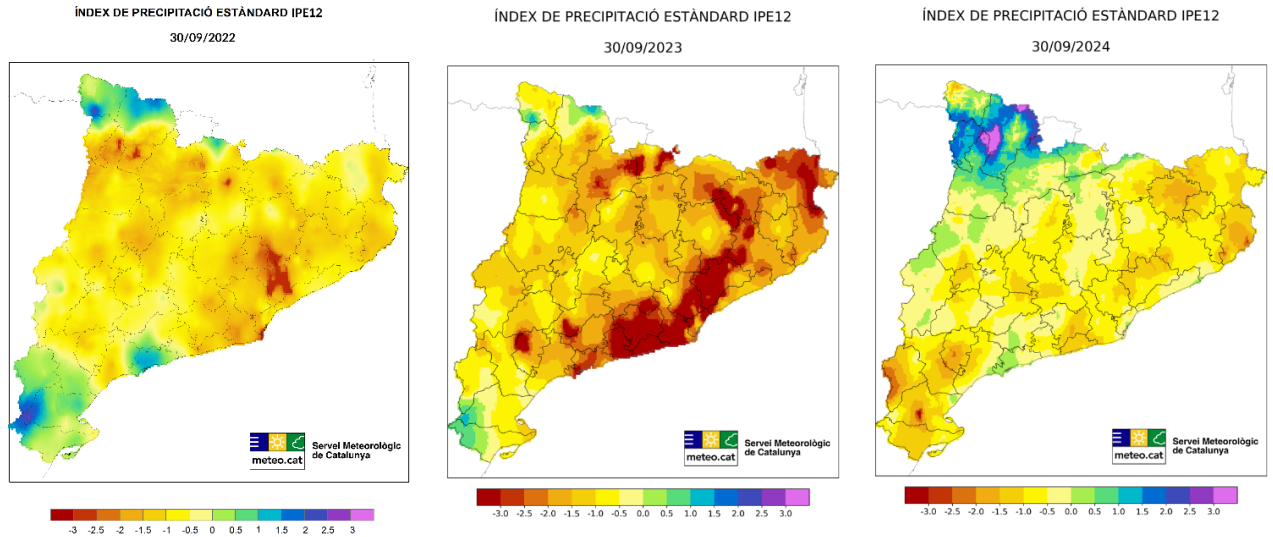 ÍNDEX DE PRECIPITACIÓ ESTÀNDARD IPE12
30/09/2022
Servei Meteorològic
de Catalunya
meteo.cat
-3 -2.5 -2 -1.5 -1 -0.5 0 0.5 1 1.5 2 2.5 3
ÍNDEX DE PRECIPITACIÓ ESTÀNDARD IPE12
30/09/2023
Servei Meteorològic
de Catalunya
meteo.cat
-3.0 -2.5 -2.0 -1.5 -1.0 -0.5 0.0 0.5 1.0 1.5 2.0 2.5 3.0
ÍNDEX DE PRECIPITACIÓ ESTÀNDARD IPE12
30/09/2024
Servei Meteorològic
de Catalunya
meteo.cat
-3.0 -2.5 -2.0 -1.5 -1.0 -0.5 0.0 0.5 1.0 1.5 2.0 2.5 3.0